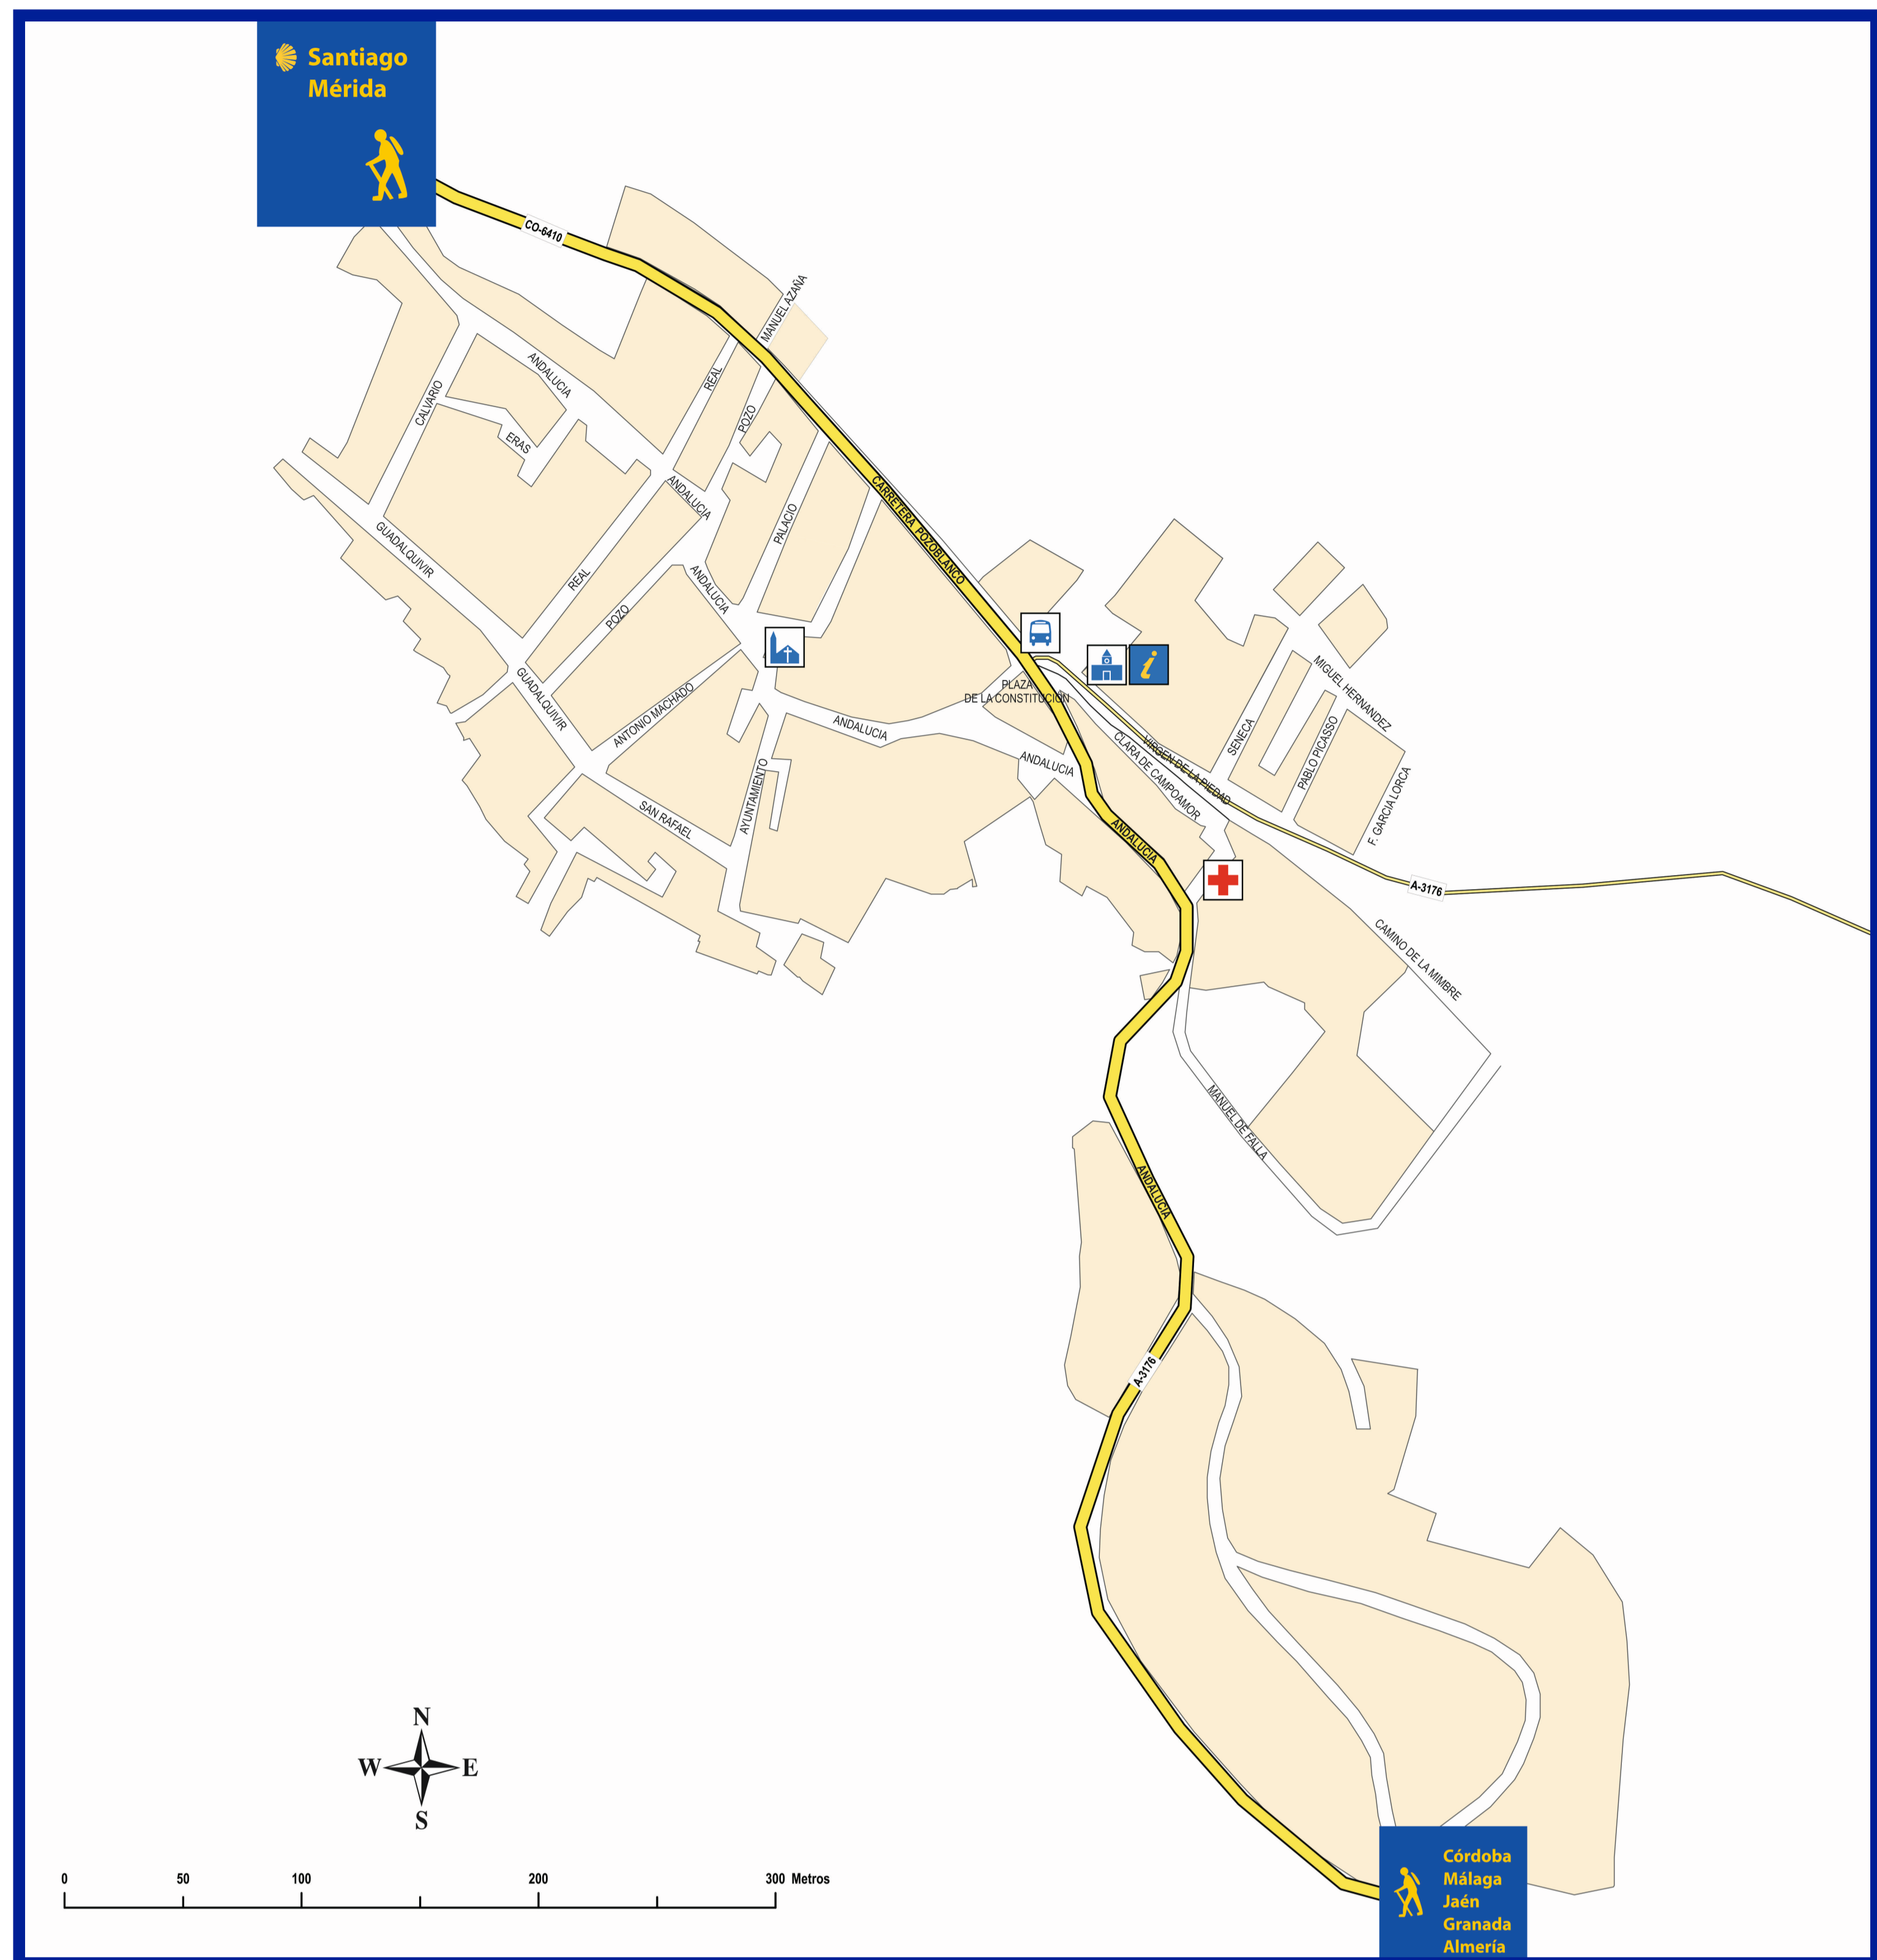 Santiago
Mérida
CO-6410
MANUEL AZAÑA
ANDALUCIA
REAL
CALVARIO
POZO
ERAS
ANDALUCIA
PALACIO
CARRETERA POZOBLANCO
GUADALQUIVIR
REAL
ANDALUCIA
POZO
PLAZA
DE LA CONSTITUCIÓN
MIGUEL HERNANDEZ
GUADALQUIVIR
ANTONIO MACHADO
ANDALUCIA
ANDALUCIA
CLARA DE CAMPOAMOR
VIRGEN DE LA PIEDAD
SENECA
PABLO PICASSO
F. GARCIA LORCA
SAN RAFAEL
AYUNTAMIENTO
ANDALUCIA
A-3176
CAMINO DE LA MIMBRE
MANUEL DE FALLA
ANDALUCIA
A-3176
N
W E
S
0 50 100 200 300 Metros
Córdoba
Málaga
Jaén
Granada
Almería